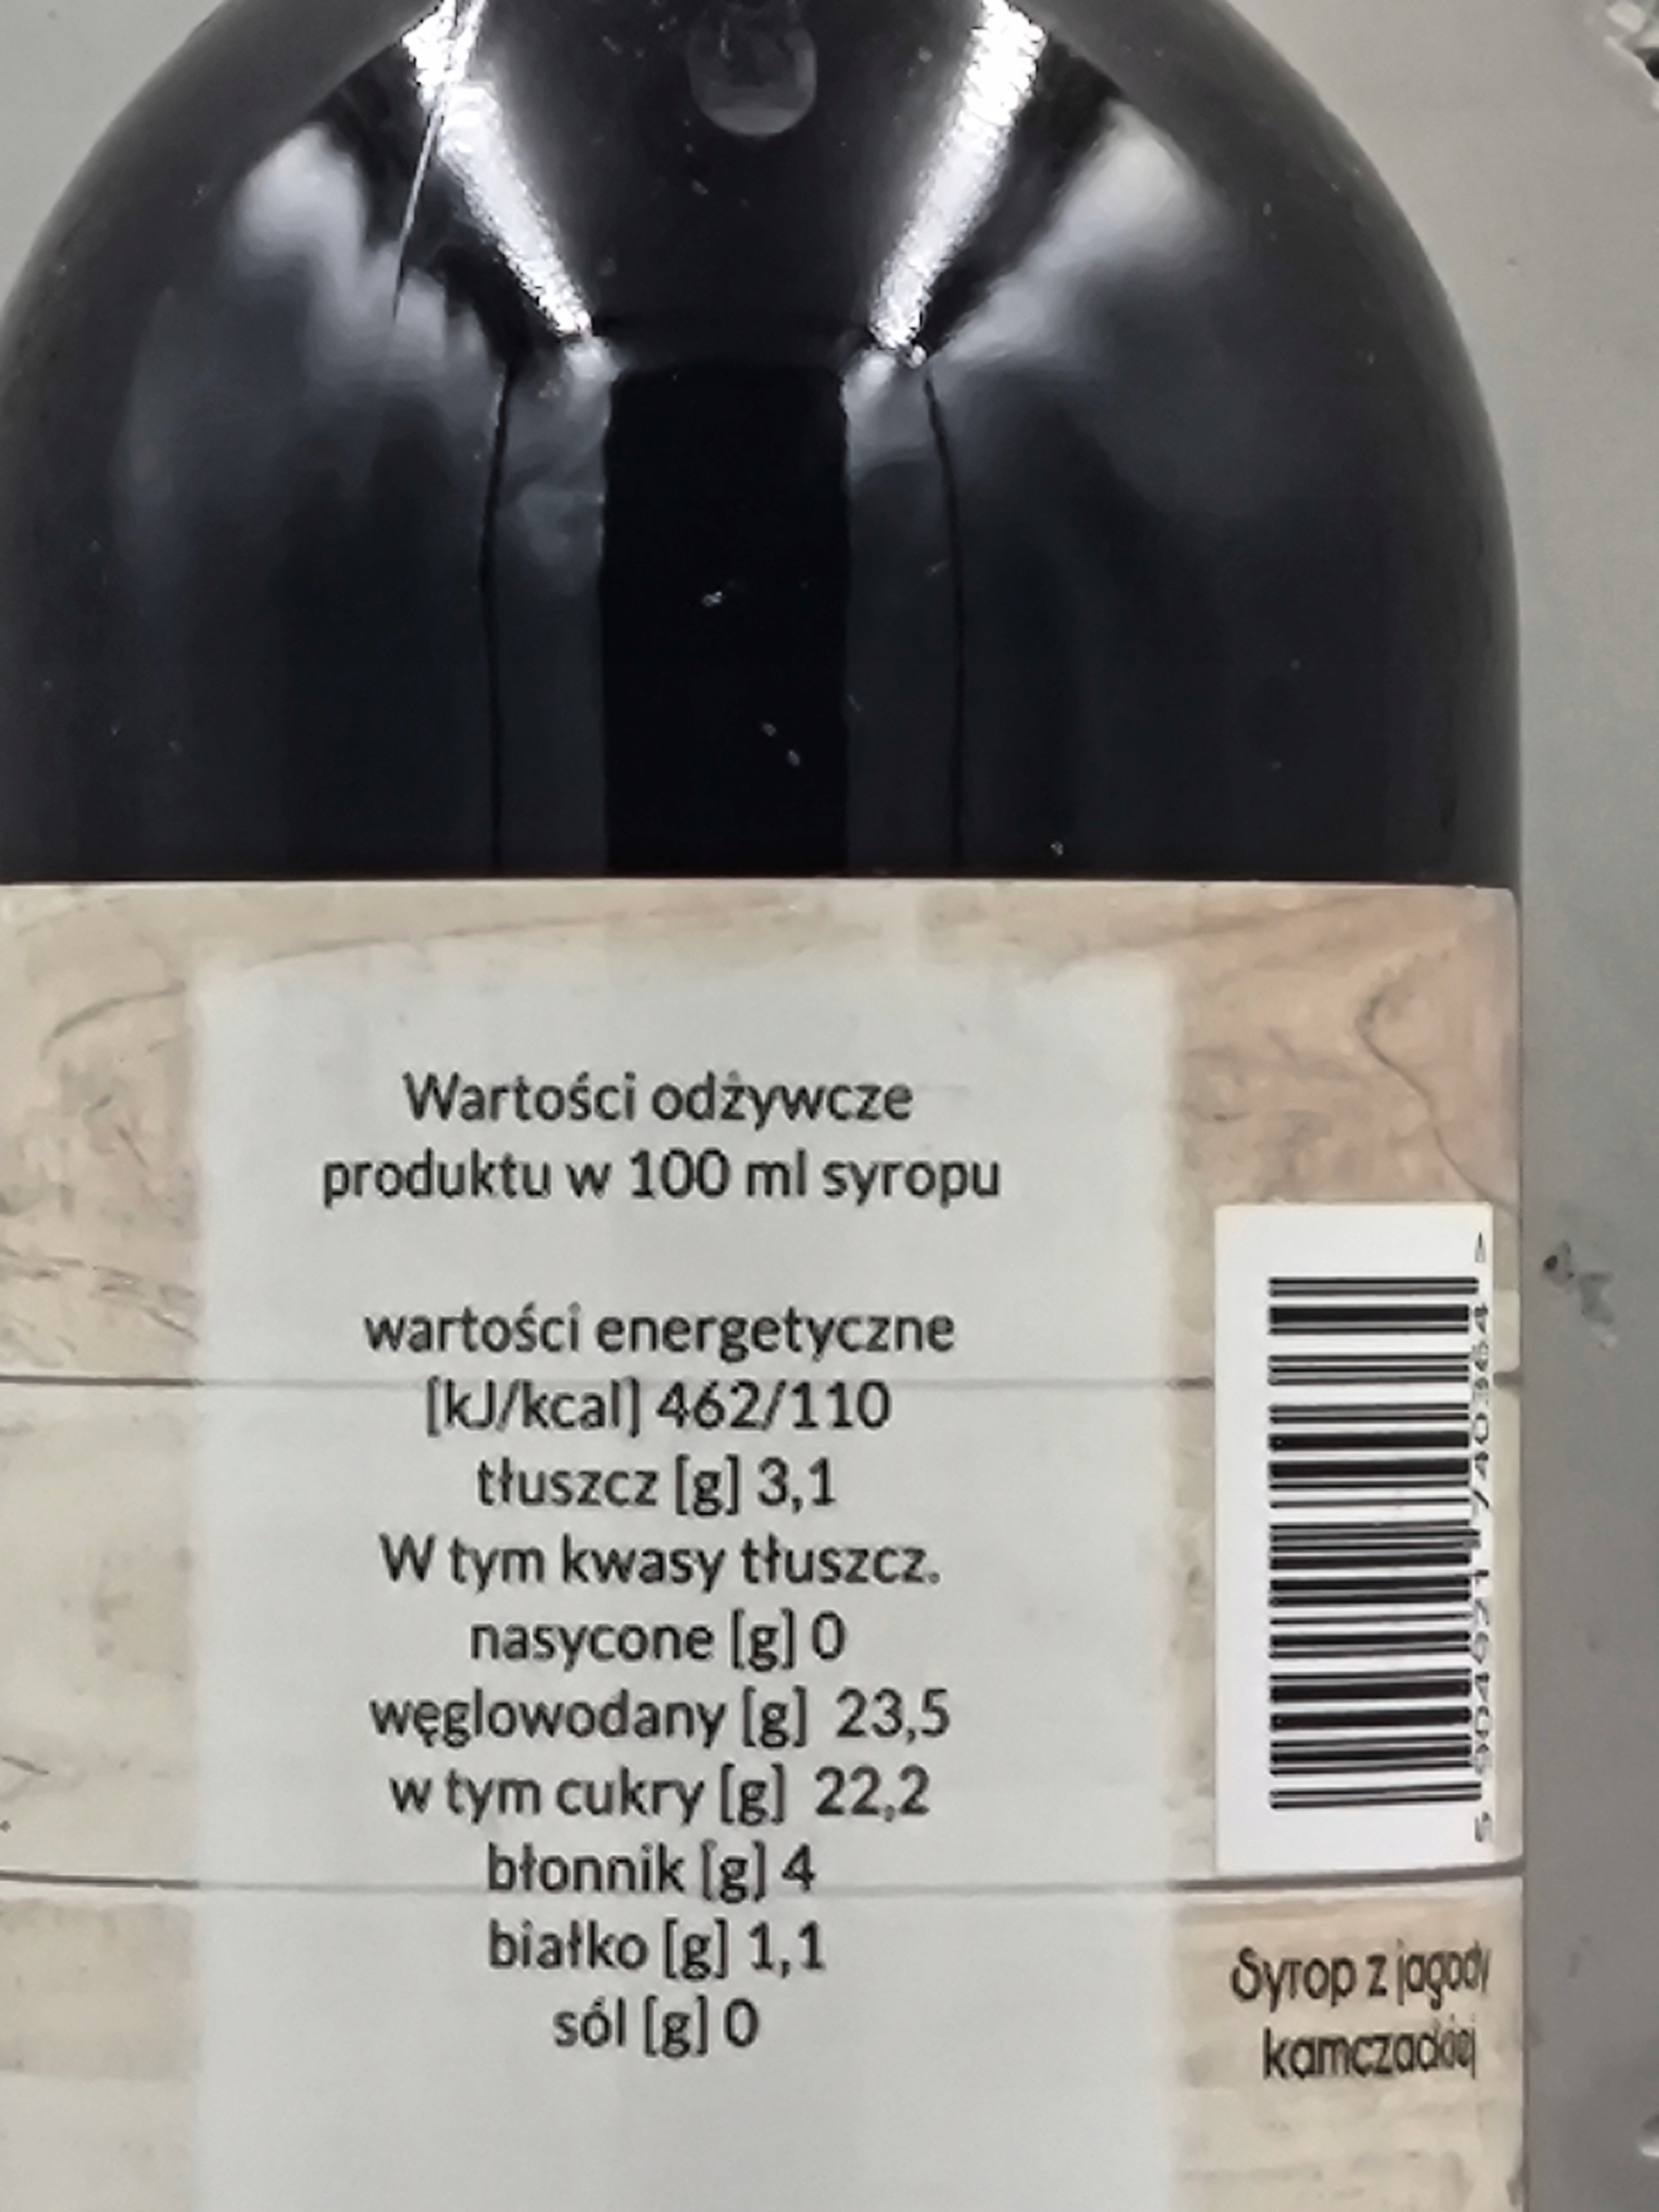 Wartości odżywcze
produktu w 100 ml syropu
wartości energetyczne
[kJ/kcal] 462/110
tłuszcz [g] 3,1
W tym kwasy tłuszcz.
nasycone [g] 0
węglowodany [g] 23,5
w tym cukry [g] 22,2
błonnik [g] 4
białko [g] 1,1
sól [g] 0
Syrop z jagody
kamczackiej